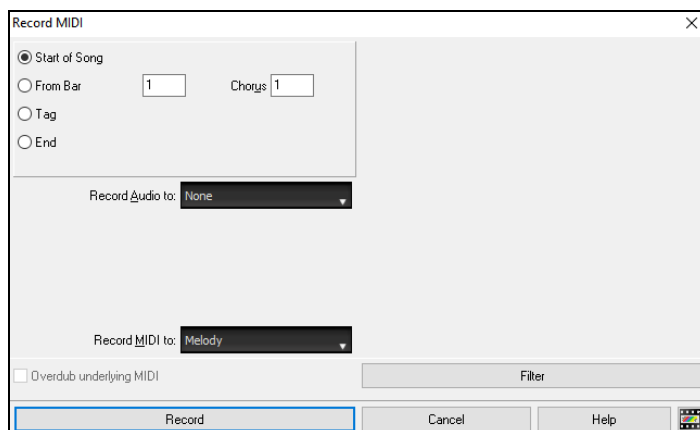 Record MIDI
Start of Song
From Bar 1 Chorus 1
Tag
End
Record Audio to: None
Record MIDI to: Melody
Overdub underlying MIDI Filter
Record Cancel Help